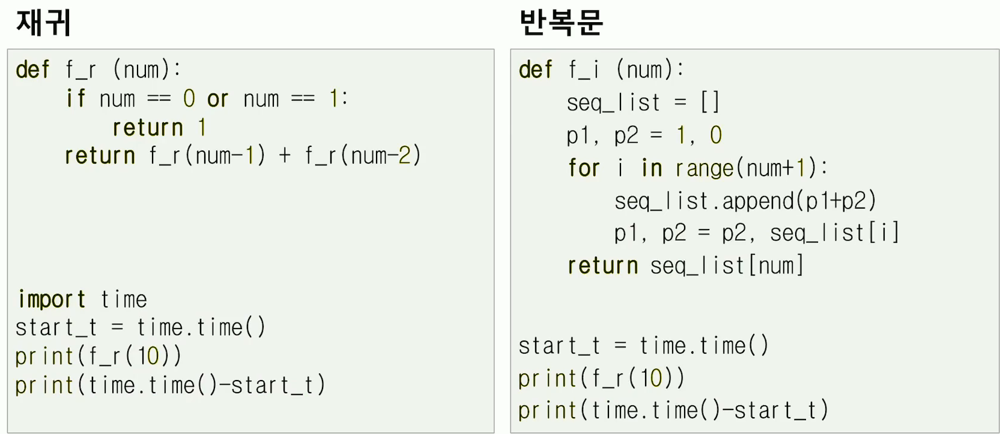 재귀
def f_r (num):
    if num == 0 or num == 1:
        return 1
    return f_r(num-1) + f_r(num-2)
import time
start_t = time.time()
print(f_r(10))
print(time.time()-start_t)
반복문
def f_i (num):
    seq_list = []
    p1, p2 = 1, 0
    for i in range(num+1):
        seq_list.append(p1+p2)
        p1, p2 = p2, seq_list[i]
    return seq_list[num]
start_t = time.time()
print(f_r(10))
print(time.time()-start_t)